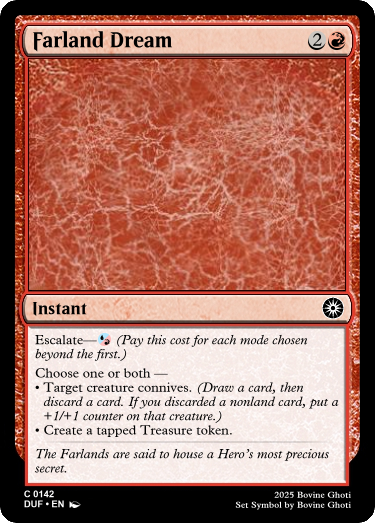 Farland Dream 2
Instant
Escalate— (Pay this cost for each mode chosen
beyond the first.)
Choose one or both —
• Target creature connives. (Draw a card, then
discard a card. If you discarded a nonland card, put a
+1/+1 counter on that creature.)
• Create a tapped Treasure token.
The Farlands are said to house a Hero's most precious
secret.
C 0142
DUF • EN
2025 Bovine Ghoti
Set Symbol by Bovine Ghoti